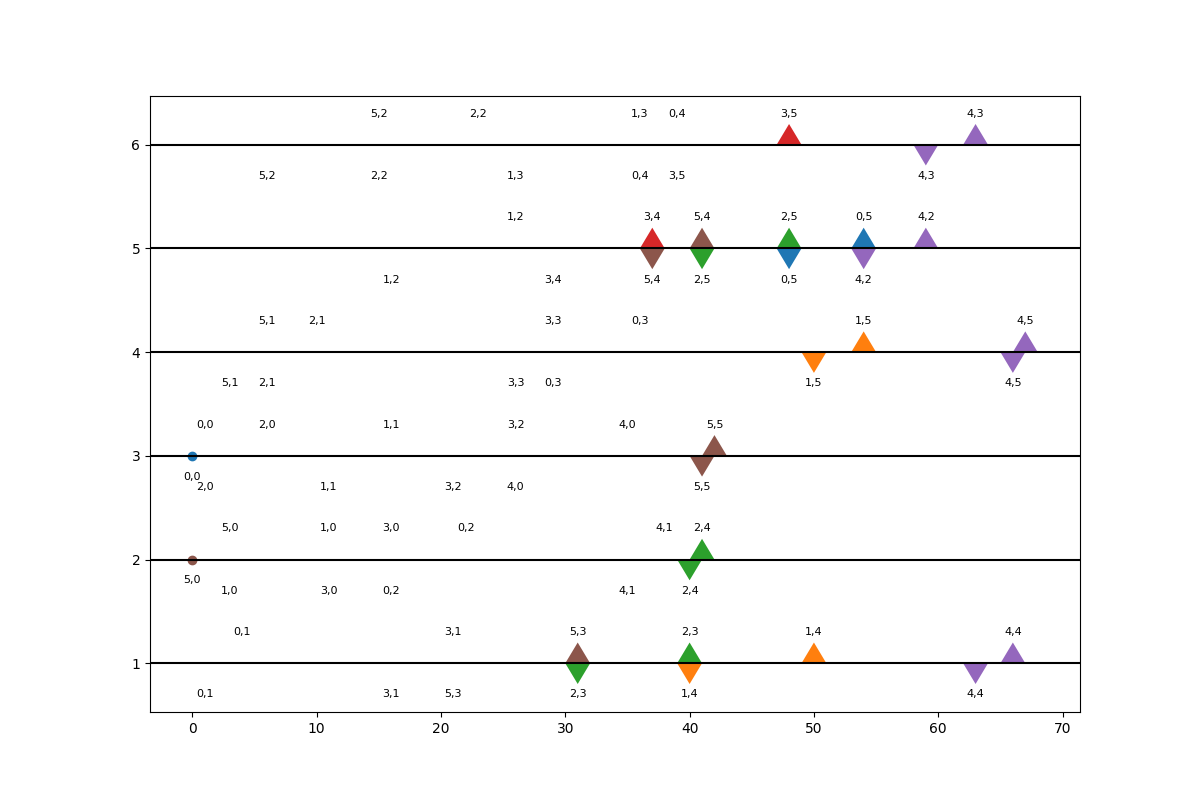 5,2 2,2 1,3 0,4 3,5 4,3
6
5,2 2,2 1,3 0,4 3,5 4,3
1,2 3,4 5,4 2,5 0,5 4,2
5
1,2 3,4 5,4 2,5 0,5 4,2
5,1 2,1 3,3 0,3 1,5 4,5
4
5,1 2,1 3,3 0,3 1,5 4,5
0,0 2,0 1,1 3,2 4,0 5,5
3
0,0
2,0 1,1 3,2 4,0 5,5
5,0 1,0 3,0 0,2 4,1 2,4
2
5,0
1,0 3,0 0,2 4,1 2,4
0,1 3,1 5,3 2,3 1,4 4,4
1
0,1 3,1 5,3 2,3 1,4 4,4
0 10 20 30 40 50 60 70